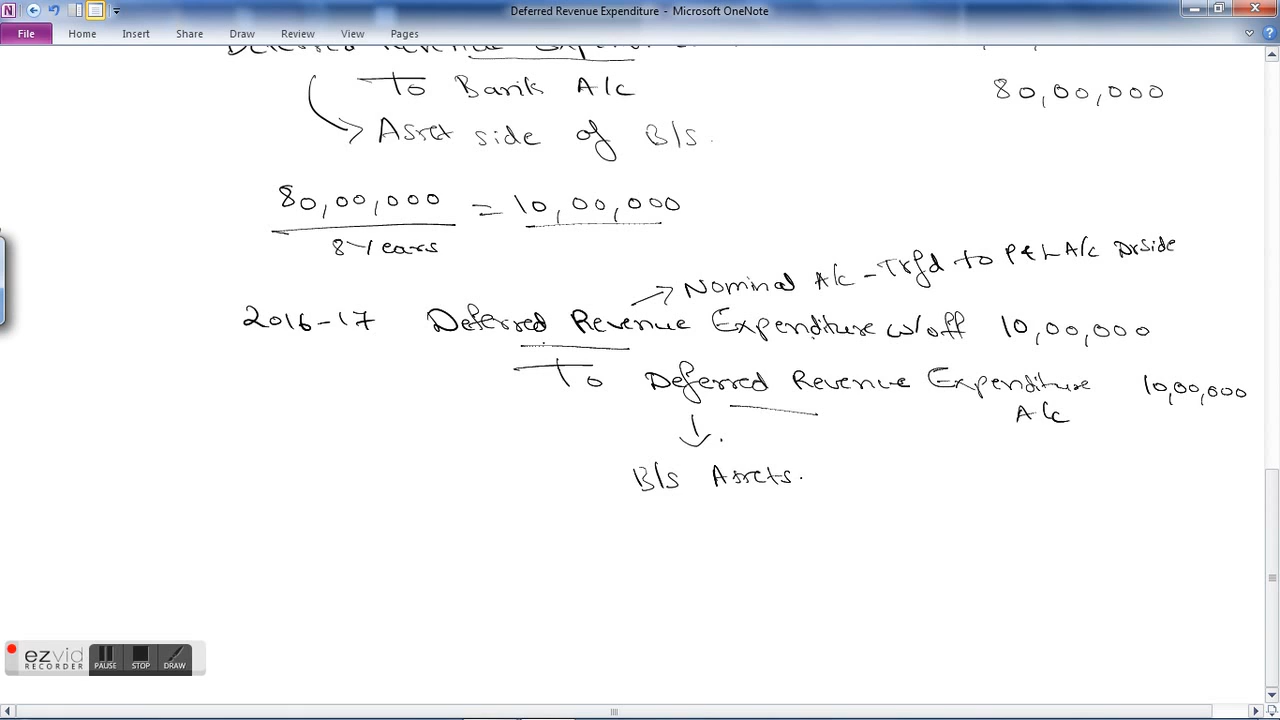 Deferred Revenue Expenditure - Microsoft OneNote
File Home Insert Share Draw Review View Pages
Deferred Revenue
To Bank A/c 80,00,000
Asset side of B/s.
80,00,000 = 10,00,000
8 Years
Nominal A/c - Trfd to P & L A/c Dr side
2016-17 Deferred Revenue Expenditure w/off 10,00,000
To Deferred Revenue Expenditure 10,00,000
A/c
B/s Assets.
ezvid
RECORDER
PAUSE STOP DRAW